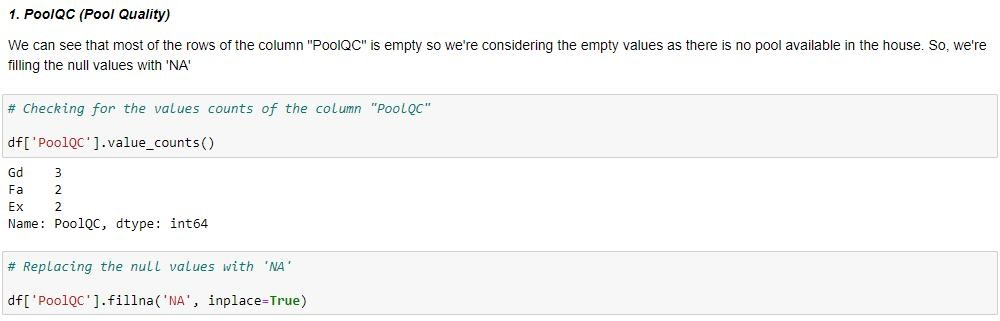 1. PoolQC (Pool Quality)
We can see that most of the rows of the column "PoolQC" is empty so we're considering the empty values as there is no pool available in the house. So, we're
filling the null values with 'NA'
# Checking for the values counts of the column "PoolQC"
df['PoolQC'].value_counts()
Gd    3
Fa    2
Ex    2
Name: PoolQC, dtype: int64
# Replacing the null values with 'NA'
df['PoolQC'].fillna('NA', inplace=True)